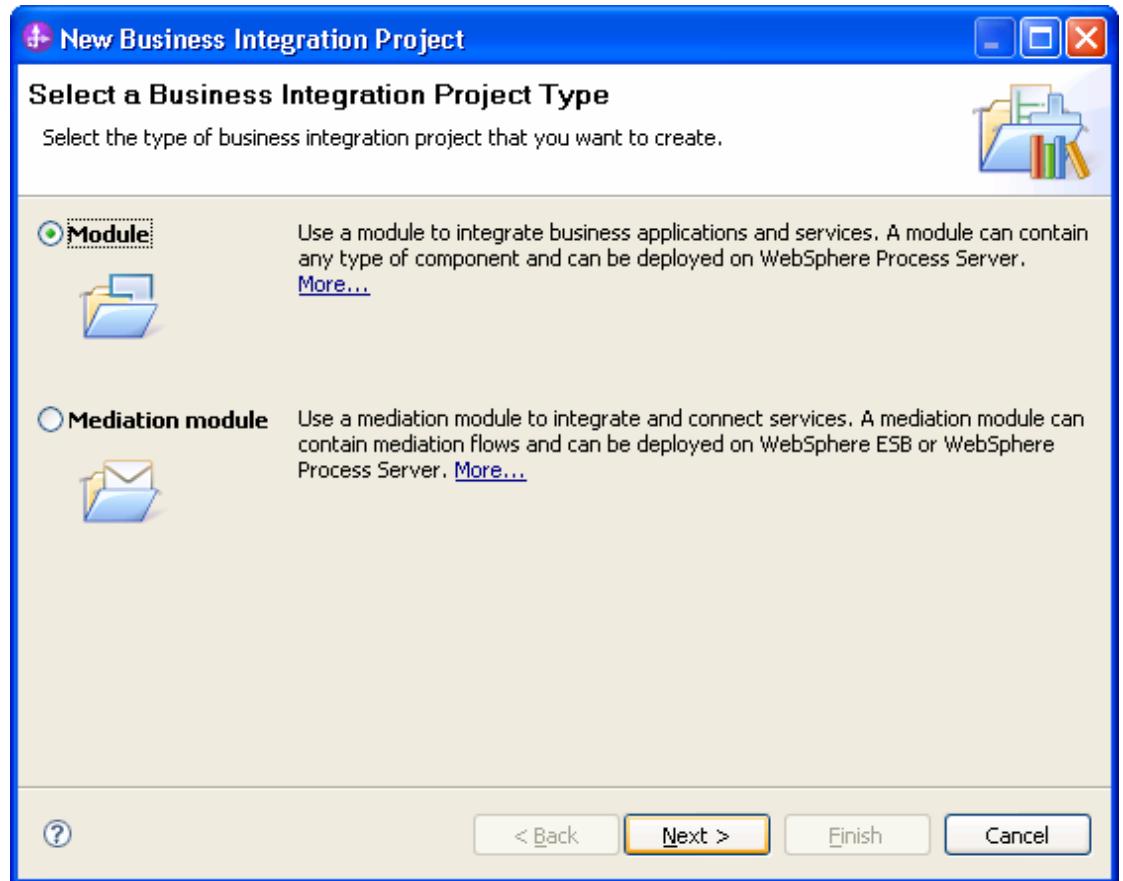 New Business Integration Project
Select a Business Integration Project Type
Select the type of business integration project that you want to create.
Module
Use a module to integrate business applications and services. A module can contain
any type of component and can be deployed on WebSphere Process Server.
More...
Mediation module
Use a mediation module to integrate and connect services. A mediation module can
contain mediation flows and can be deployed on WebSphere ESB or WebSphere
Process Server. More...
?
< Back
Next >
Finish
Cancel